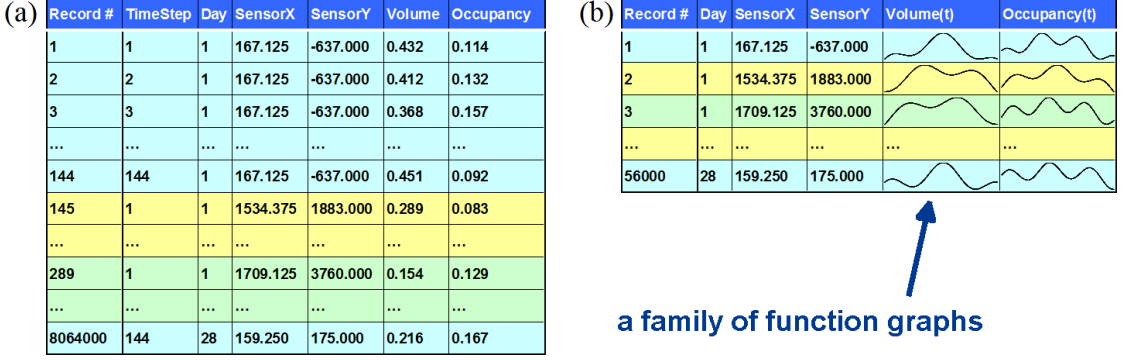 (a)
Record # TimeStep Day SensorX SensorY Volume Occupancy
1 1 1 167.125 -637.000 0.432 0.114
2 2 1 167.125 -637.000 0.412 0.132
3 3 1 167.125 -637.000 0.368 0.157
... ... ... ... ... ... ...
144 144 1 167.125 -637.000 0.451 0.092
145 1 1 1534.375 1883.000 0.289 0.083
... ... ... ... ... ... ...
289 1 1 1709.125 3760.000 0.154 0.129
... ... ... ... ... ... ...
8064000 144 28 159.250 175.000 0.216 0.167
(b)
Record # Day SensorX SensorY Volume(t) Occupancy(t)
1 1 167.125 -637.000
2 1 1534.375 1883.000
3 1 1709.125 3760.000
... ... ... ... ... ...
56000 28 159.250 175.000
a family of function graphs